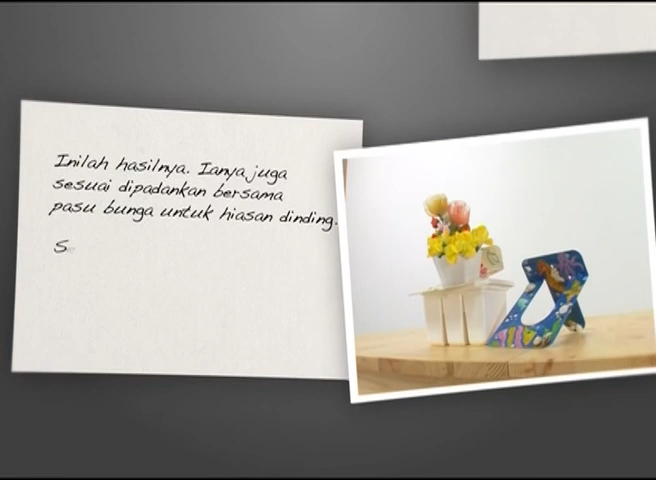 Inilah hasilnya. Ianya juga
sesuai dipadankan bersama
pasu bunga untuk hiasan dinding.
S